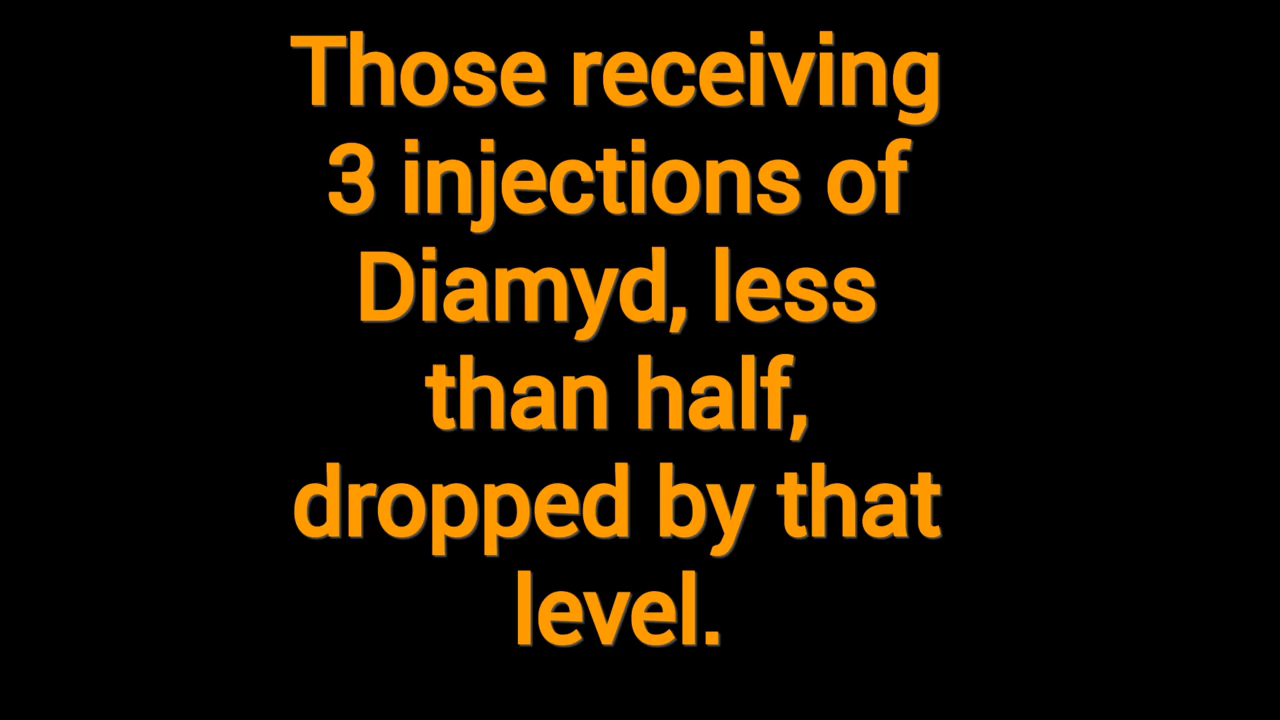 Those receiving
3 injections of
Diamyd, less
than half,
dropped by that
level.